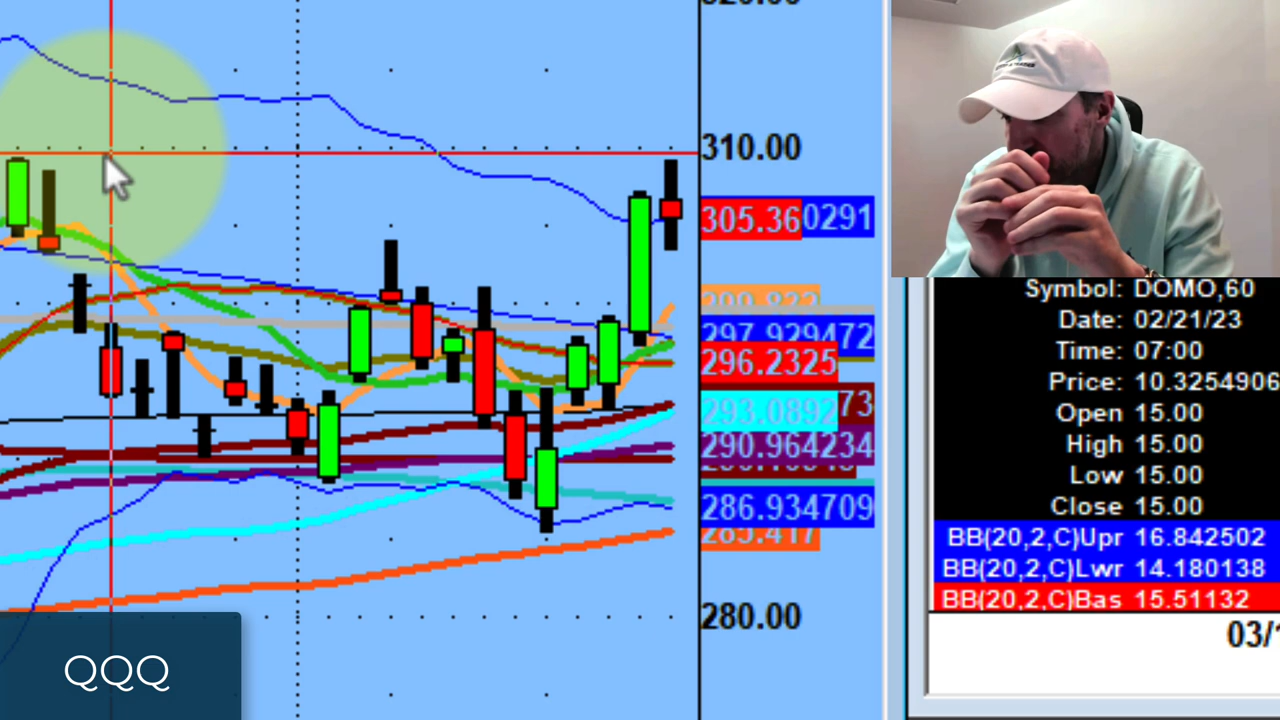 310.00
305.36 0291
297.929472
296.2325
293.0892 73
290.964234
286.934709
285.417
280.00
QQQ
Symbol: DOMO,60
Date: 02/21/23
Time: 07:00
Price: 10.3254906
Open 15.00
High 15.00
Low 15.00
Close 15.00
BB(20,2,C)Upr 16.842502
BB(20,2,C)Lwr 14.180138
BB(20,2,C)Bas 15.51132